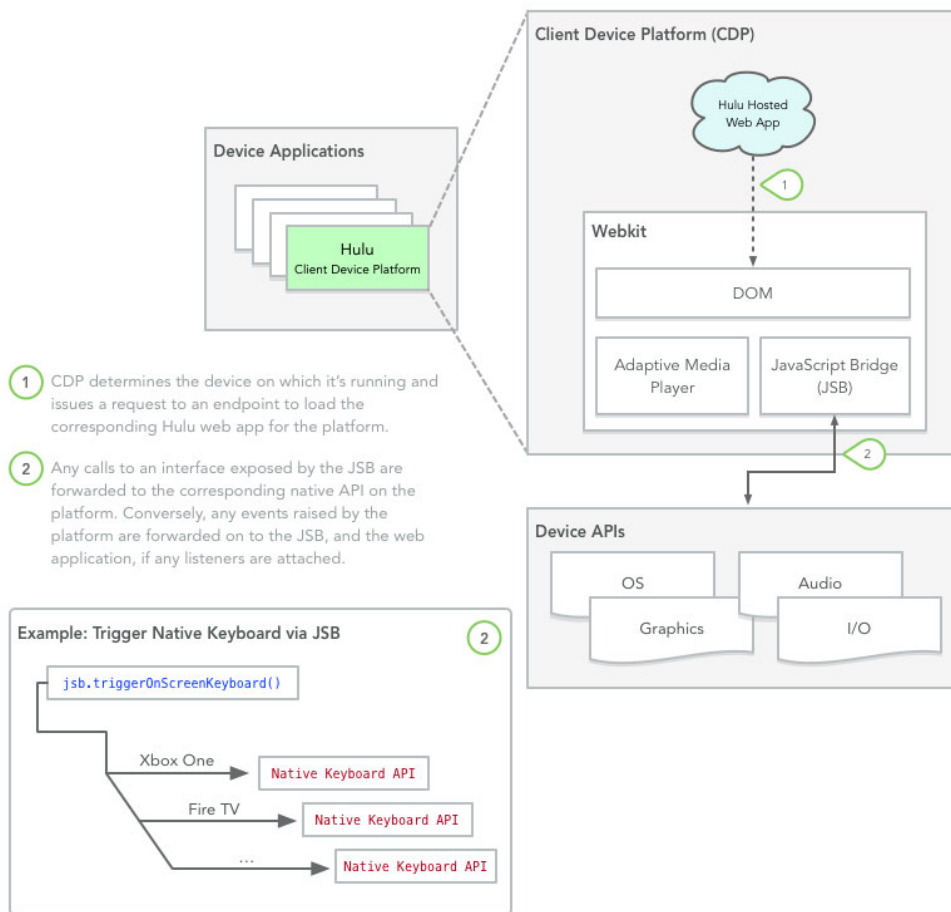 Client Device Platform (CDP)
Hulu Hosted
Web App
1
Device Applications
Hulu
Client Device Platform
Webkit
DOM
Adaptive Media
Player
JavaScript Bridge
(JSB)
2
1
CDP determines the device on which it's running and
issues a request to an endpoint to load the
corresponding Hulu web app for the platform.
2
Any calls to an interface exposed by the JSB are
forwarded to the corresponding native API on the
platform. Conversely, any events raised by the
platform are forwarded on to the JSB, and the web
application, if any listeners are attached.
Device APIs
OS
Audio
Graphics
I/O
Example: Trigger Native Keyboard via JSB
2
jsb.triggerOnScreenKeyboard()
Xbox One
Native Keyboard API
Fire TV
Native Keyboard API
...
Native Keyboard API